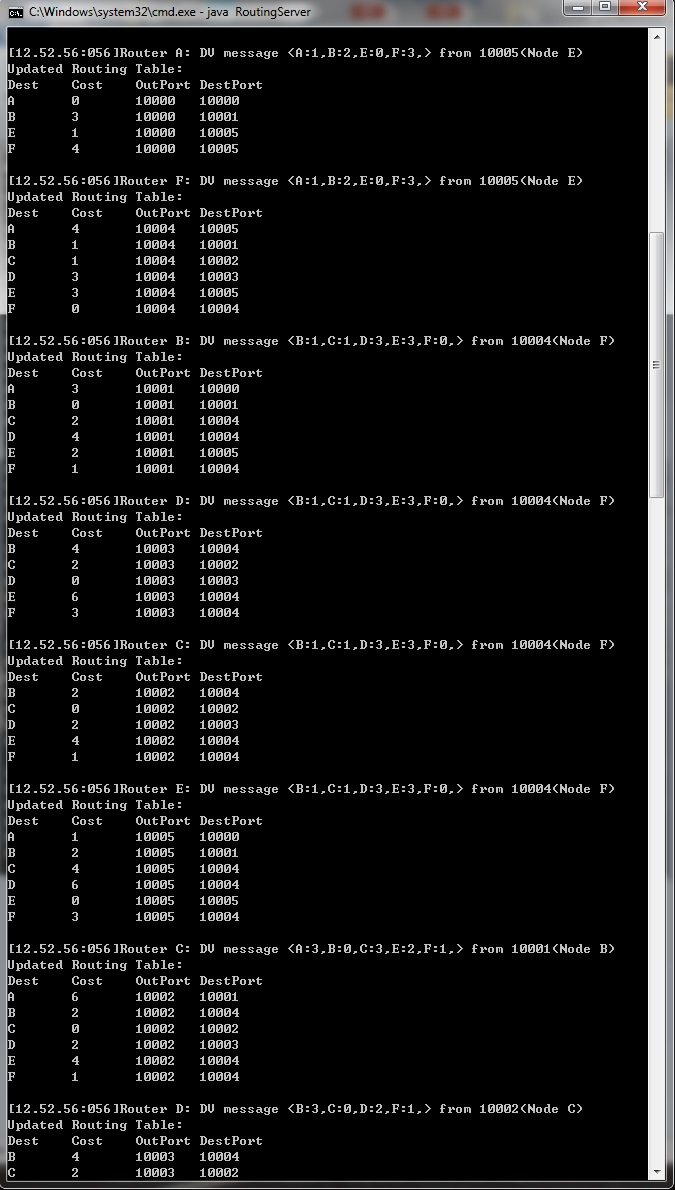 C:\Windows\system32\cmd.exe - java RoutingServer
[12.52.56:056]Router A: DV message <A:1,B:2,E:0,F:3,> from 10005(Node E)
Updated Routing Table:
Dest Cost OutPort DestPort
A 0 10000 10000
B 3 10000 10001
E 1 10000 10005
F 4 10000 10005
[12.52.56:056]Router F: DV message <A:1,B:2,E:0,F:3,> from 10005(Node E)
Updated Routing Table:
Dest Cost OutPort DestPort
A 4 10004 10005
B 1 10004 10001
C 1 10004 10002
D 3 10004 10003
E 3 10004 10005
F 0 10004 10004
[12.52.56:056]Router B: DV message <B:1,C:1,D:3,E:3,F:0,> from 10004(Node F)
Updated Routing Table:
Dest Cost OutPort DestPort
A 3 10001 10000
B 0 10001 10001
C 2 10001 10004
D 4 10001 10004
E 2 10001 10005
F 1 10001 10004
[12.52.56:056]Router D: DV message <B:1,C:1,D:3,E:3,F:0,> from 10004(Node F)
Updated Routing Table:
Dest Cost OutPort DestPort
B 4 10003 10004
C 2 10003 10002
D 0 10003 10003
E 6 10003 10004
F 3 10003 10004
[12.52.56:056]Router C: DV message <B:1,C:1,D:3,E:3,F:0,> from 10004(Node F)
Updated Routing Table:
Dest Cost OutPort DestPort
B 2 10002 10004
C 0 10002 10002
D 2 10002 10003
E 4 10002 10004
F 1 10002 10004
[12.52.56:056]Router E: DV message <B:1,C:1,D:3,E:3,F:0,> from 10004(Node F)
Updated Routing Table:
Dest Cost OutPort DestPort
A 1 10005 10000
B 2 10005 10001
C 4 10005 10004
D 6 10005 10004
E 0 10005 10005
F 3 10005 10004
[12.52.56:056]Router C: DV message <A:3,B:0,C:3,E:2,F:1,> from 10001(Node B)
Updated Routing Table:
Dest Cost OutPort DestPort
A 6 10002 10001
B 2 10002 10004
C 0 10002 10002
D 2 10002 10003
E 4 10002 10004
F 1 10002 10004
[12.52.56:056]Router D: DV message <B:3,C:0,D:2,F:1,> from 10002(Node C)
Updated Routing Table:
Dest Cost OutPort DestPort
B 4 10003 10004
C 2 10003 10002